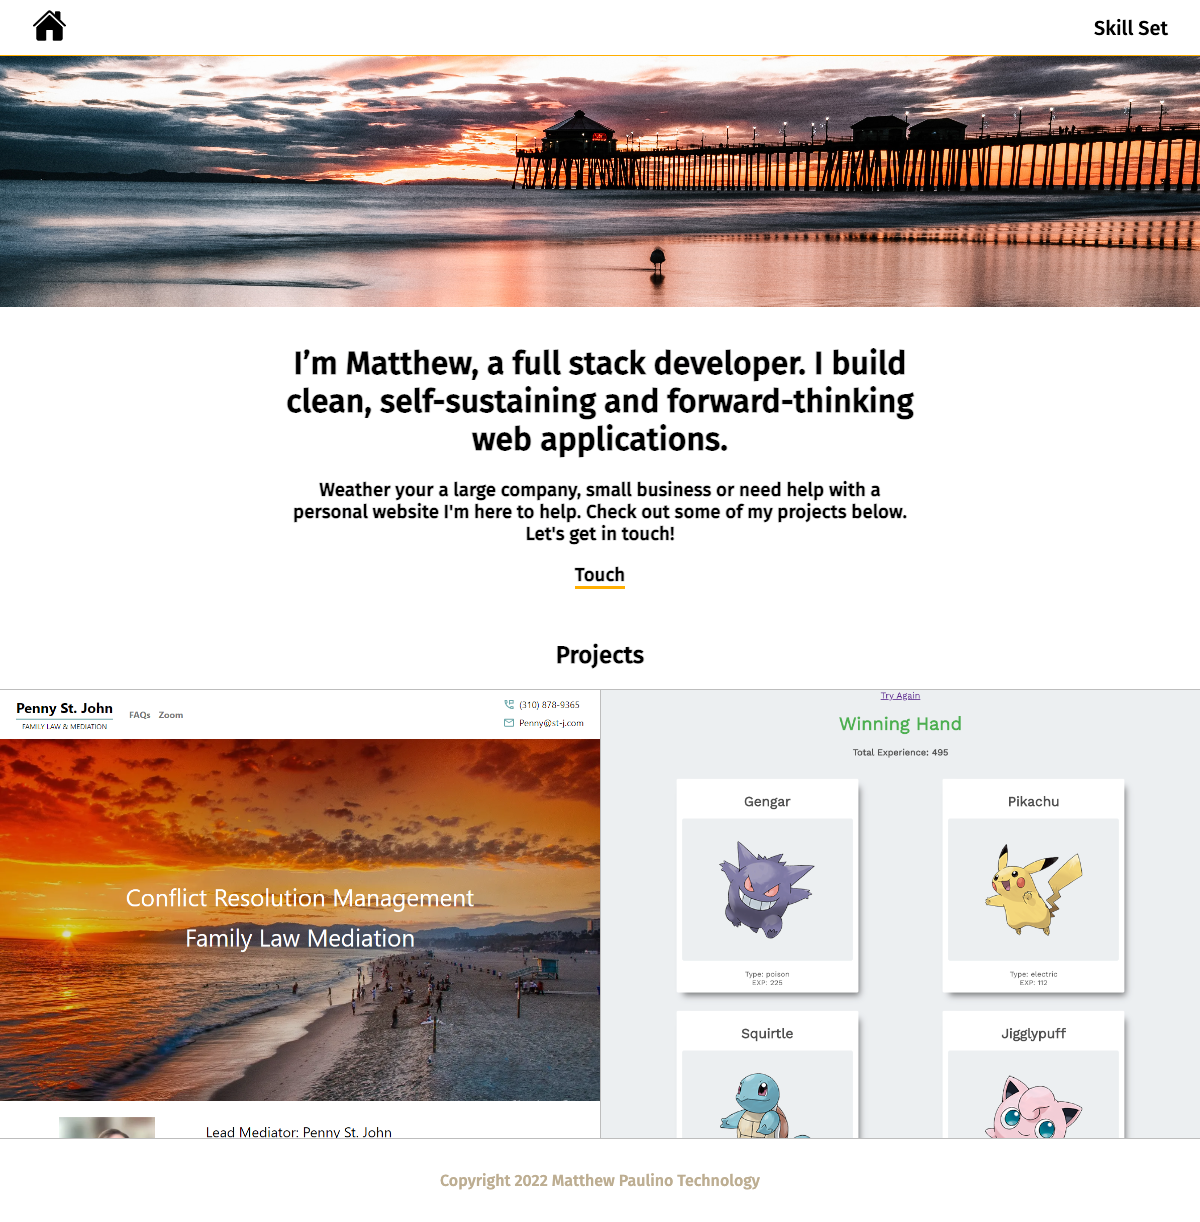 Skill Set
I’m Matthew, a full stack developer. I build
clean, self-sustaining and forward-thinking
web applications.
Weather your a large company, small business or need help with a
personal website I'm here to help. Check out some of my projects below.
Let's get in touch!
Touch
Projects
Penny St. John
FAMILY LAW & MEDIATION
FAQs Zoom
(310) 878-9365
Penny@st-j.com
Conflict Resolution Management
Family Law Mediation
Lead Mediator: Penny St. John
Try Again
Winning Hand
Total Experience: 495
Gengar
Type: poison
EXP: 225
Pikachu
Type: electric
EXP: 112
Squirtle
Jigglypuff
Copyright 2022 Matthew Paulino Technology